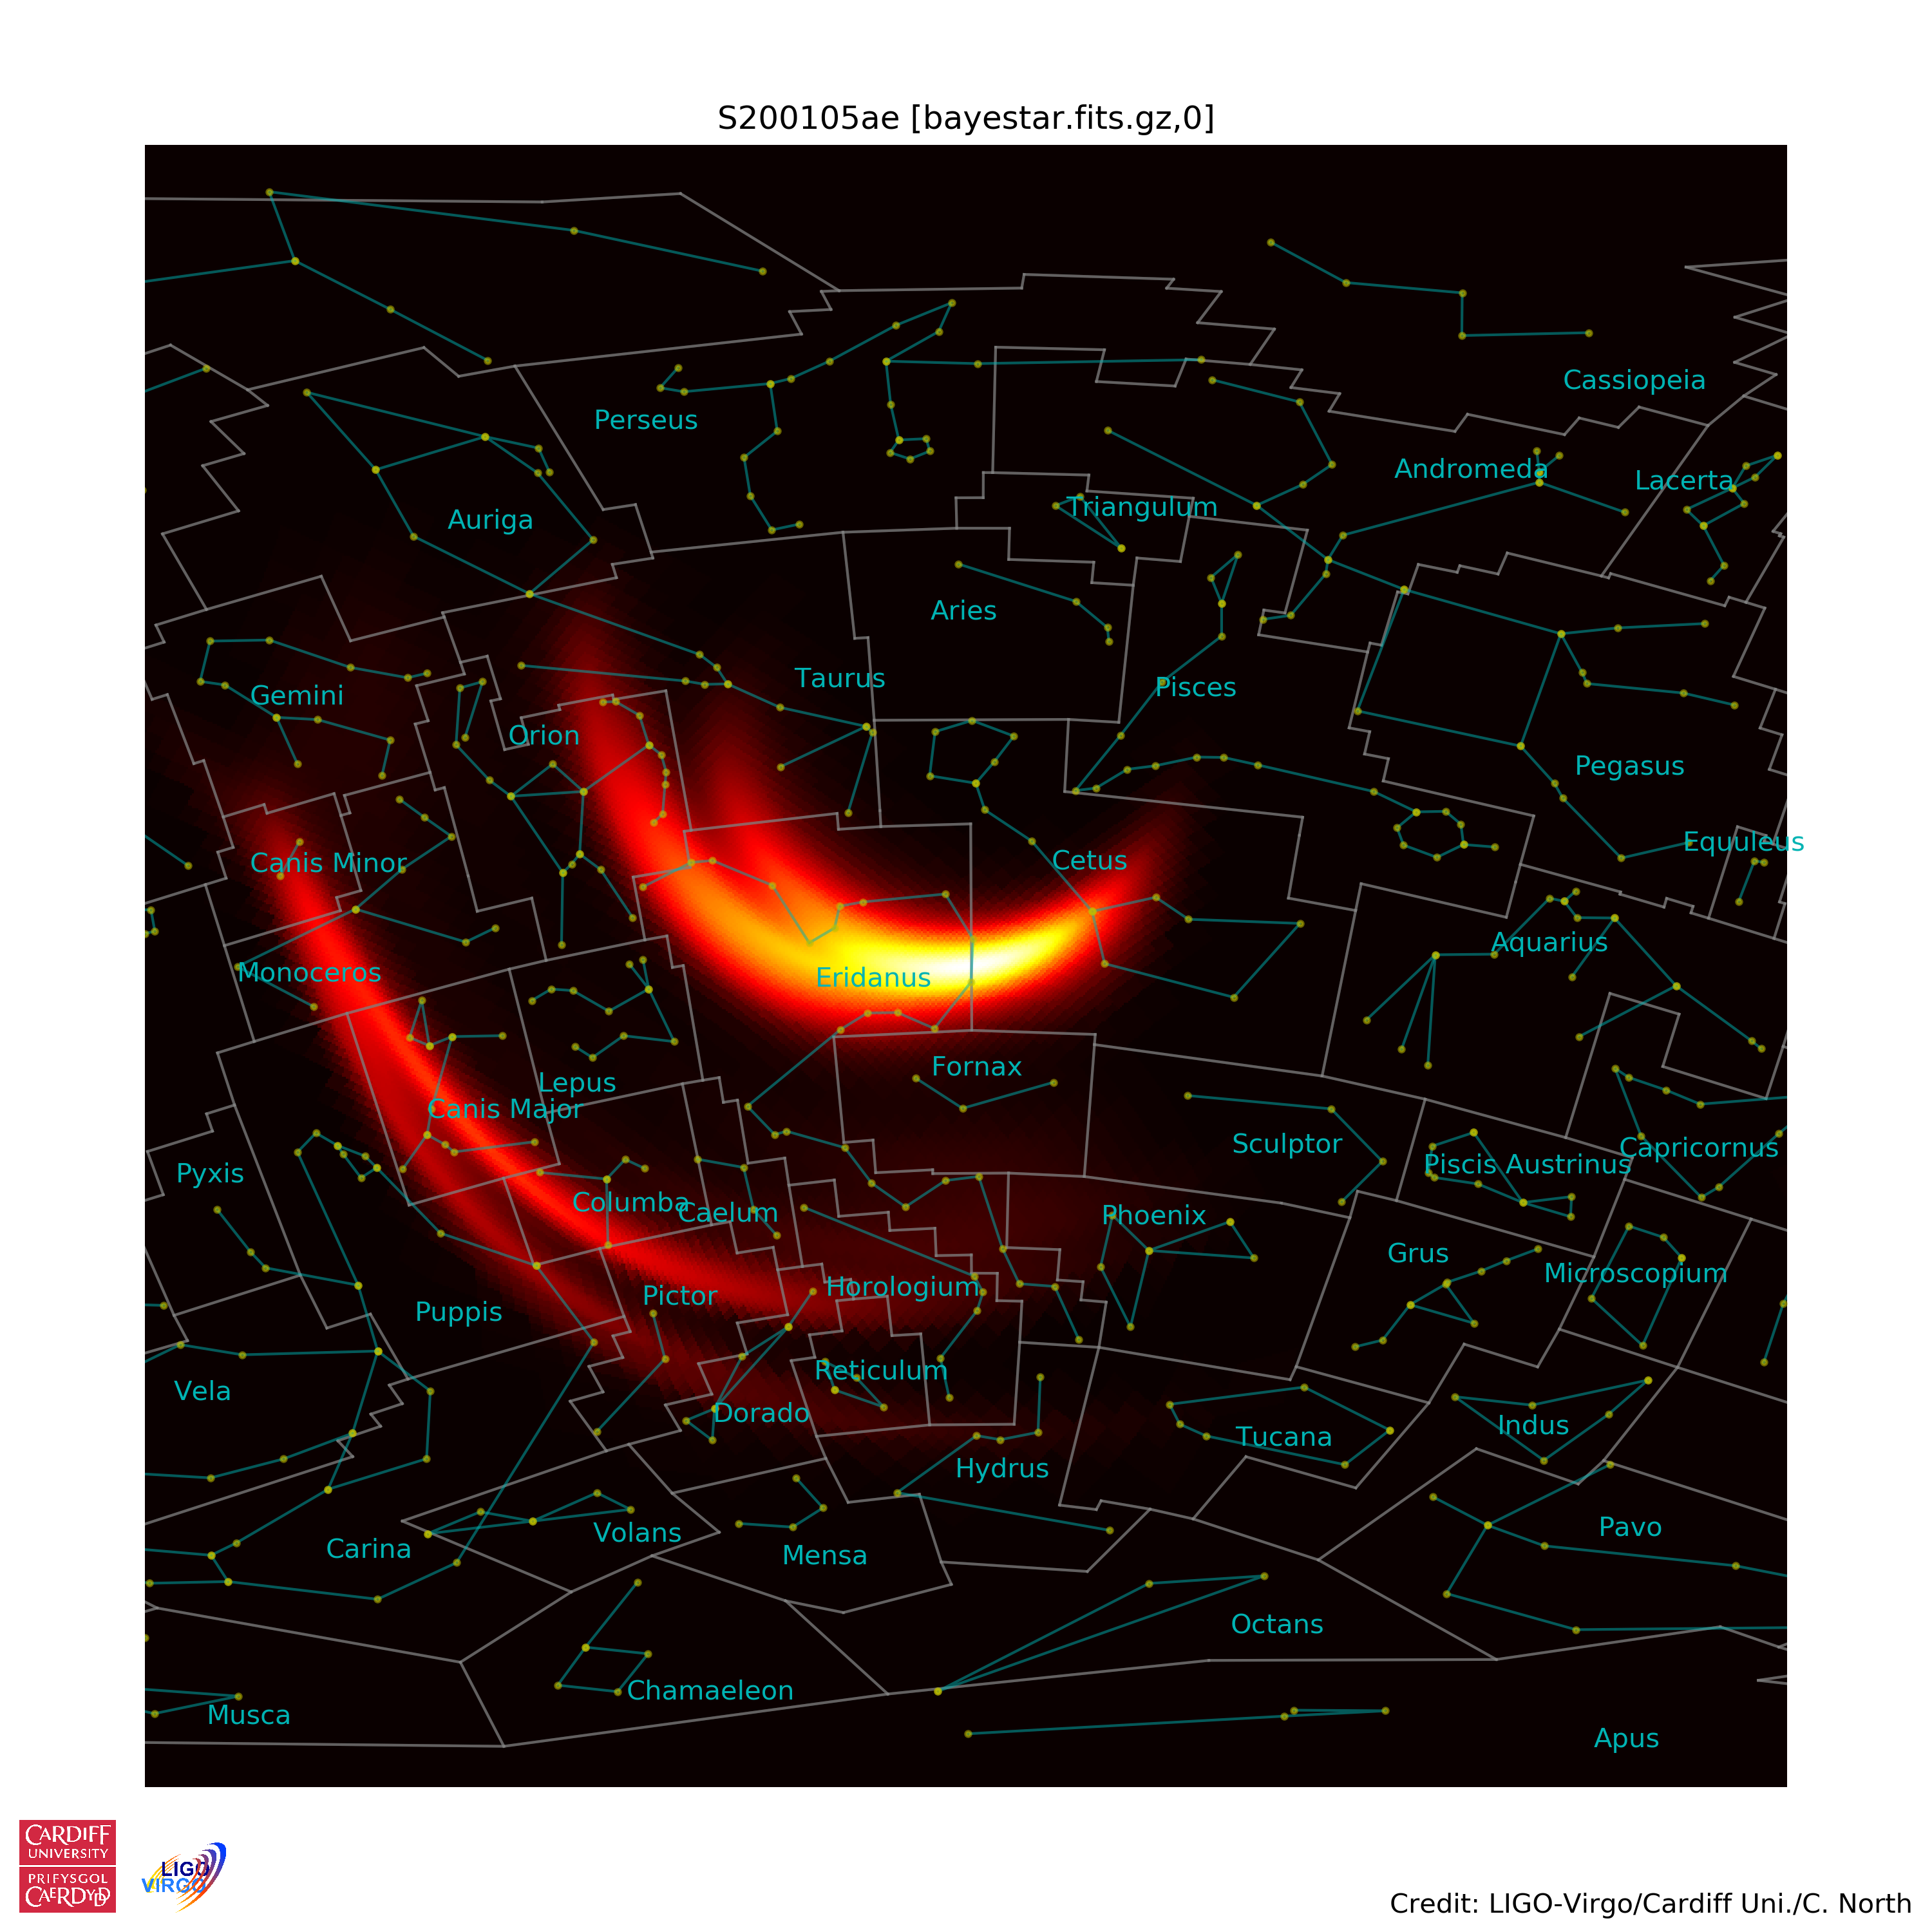 S200105ae [bayestar.fits.gz,0]
Cassiopeia
Perseus
Andromeda
Lacerta
Triangulum
Auriga
Aries
Taurus
Pisces
Gemini
Orion
Pegasus
Equuleus
Cetus
Canis Minor
Aquarius
Monoceros
Eridanus
Fornax
Lepus
Canis Major
Sculptor
Capricornus
Piscis Austrinus
Pyxis
Columba
Caelum
Phoenix
Grus
Microscopium
Horologium
Pictor
Puppis
Reticulum
Vela
Dorado
Tucana
Indus
Hydrus
Volans
Pavo
Carina
Mensa
Octans
Chamaeleon
Musca
Apus
CARDIFF
UNIVERSITY
PRIFYSGOL
CAERDYDD
LIGO
VIRGO
Credit: LIGO-Virgo/Cardiff Uni./C. North